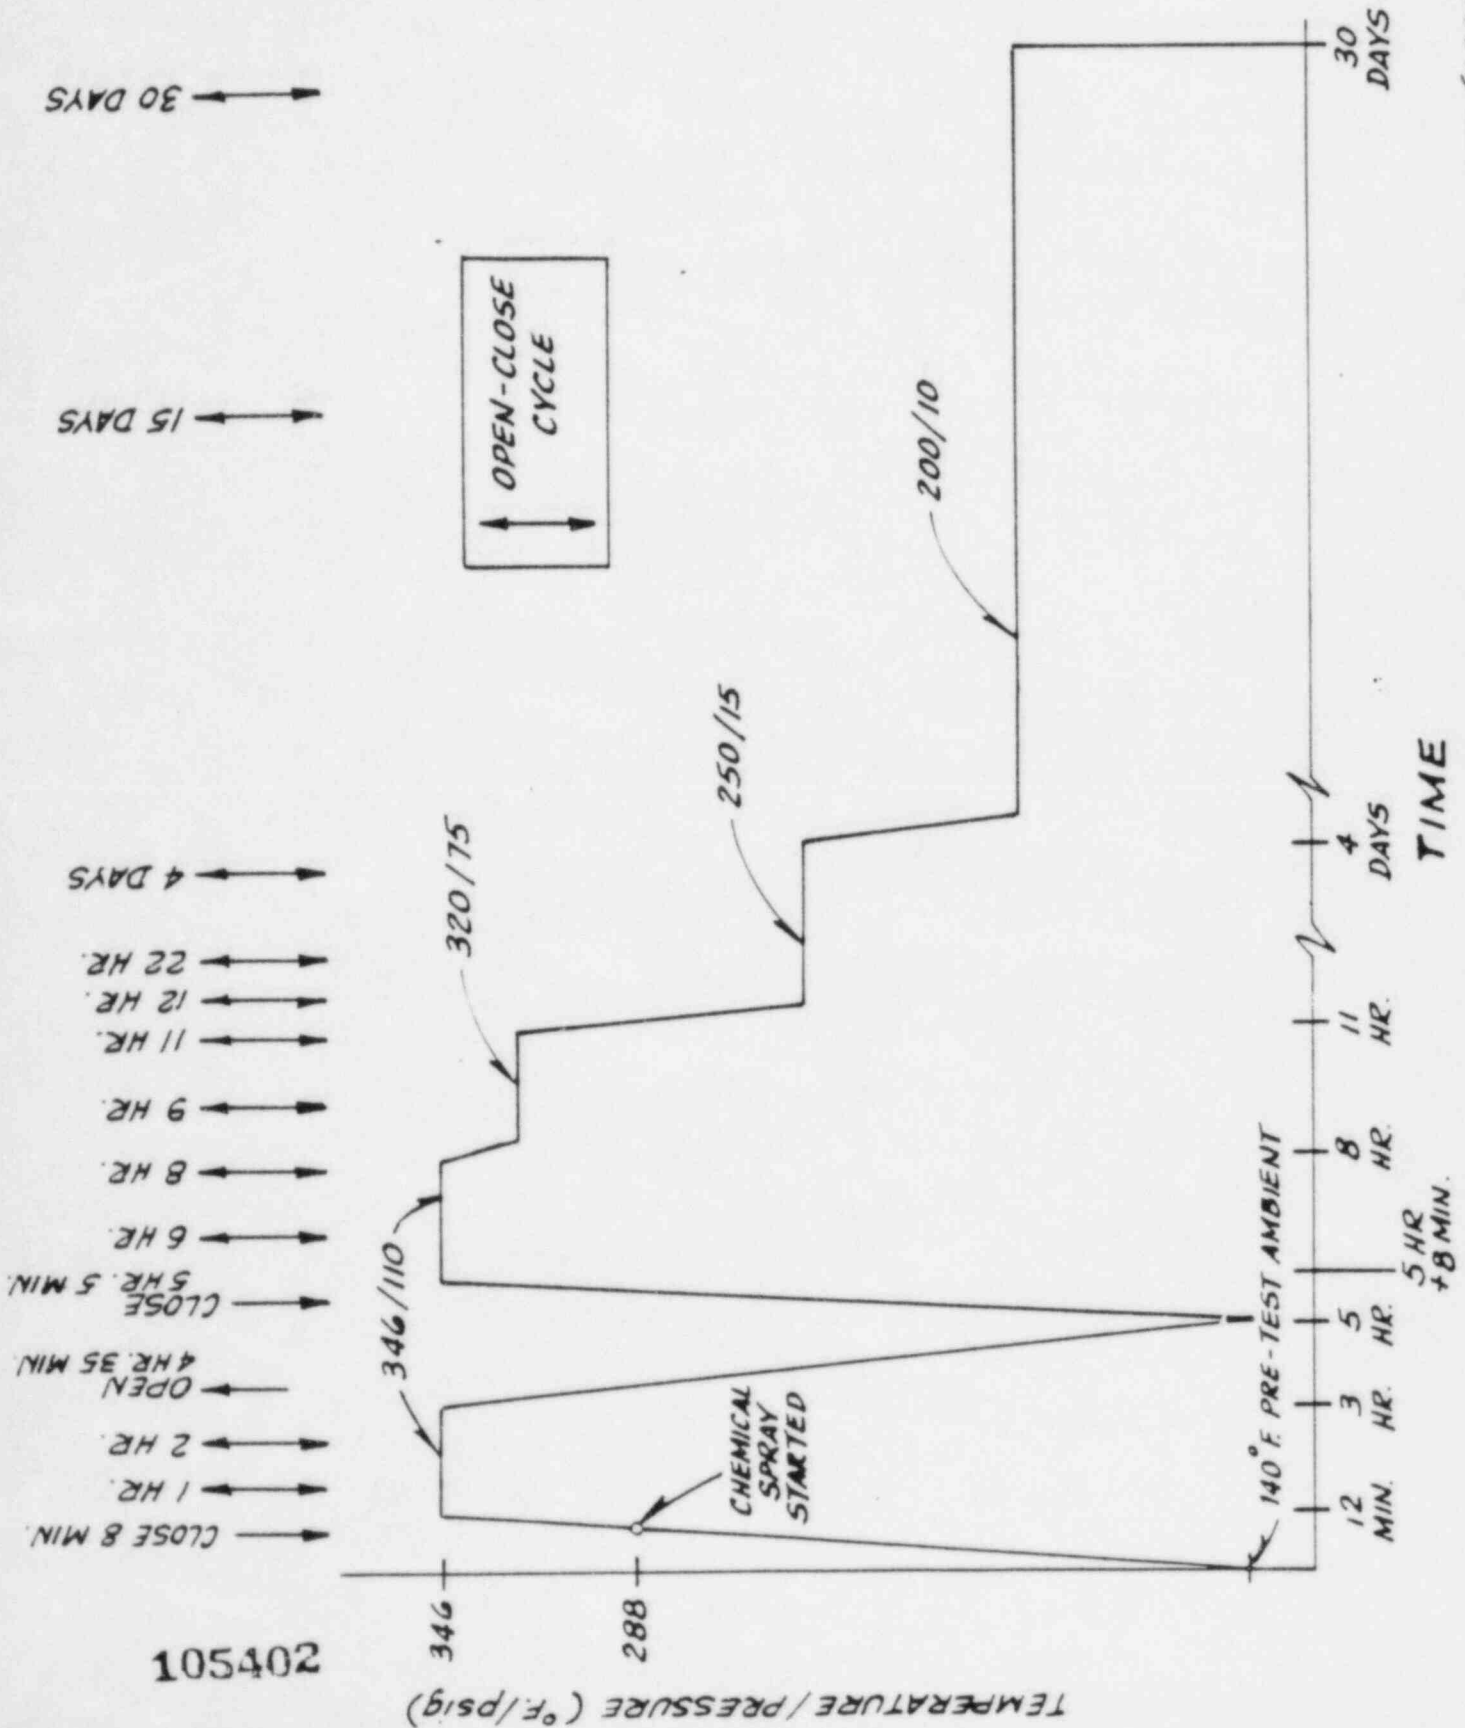 CLOSE 8 MIN
1 HR.
2 HR.
OPEN
4 HR. 35 MIN.
CLOSE
5 HR. 5 MIN.
6 HR.
8 HR.
9 HR.
11 HR.
12 HR.
22 HR.
4 DAYS
15 DAYS
30 DAYS
105402
TEMPERATURE/PRESSURE (°F./psig)
346
288
346/110
320/75
250/15
200/10
OPEN-CLOSE
CYCLE
CHEMICAL
SPRAY
STARTED
140°F. PRE-TEST AMBIENT
12
MIN.
3
HR.
5
HR.
5 HR
+8 MIN.
8
HR.
11
HR.
4
DAYS
30
DAYS
TIME